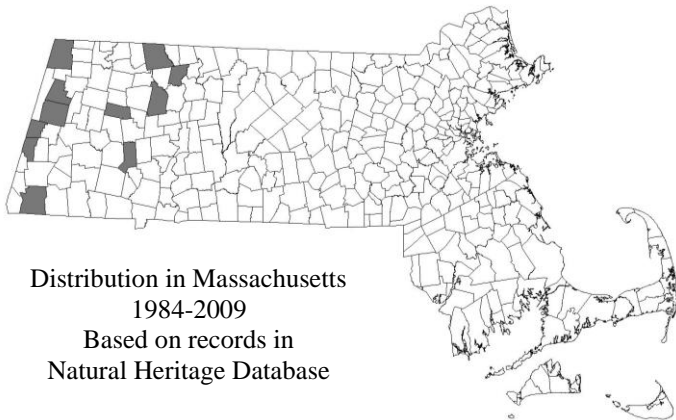 Distribution in Massachusetts
1984-2009
Based on records in
Natural Heritage Database